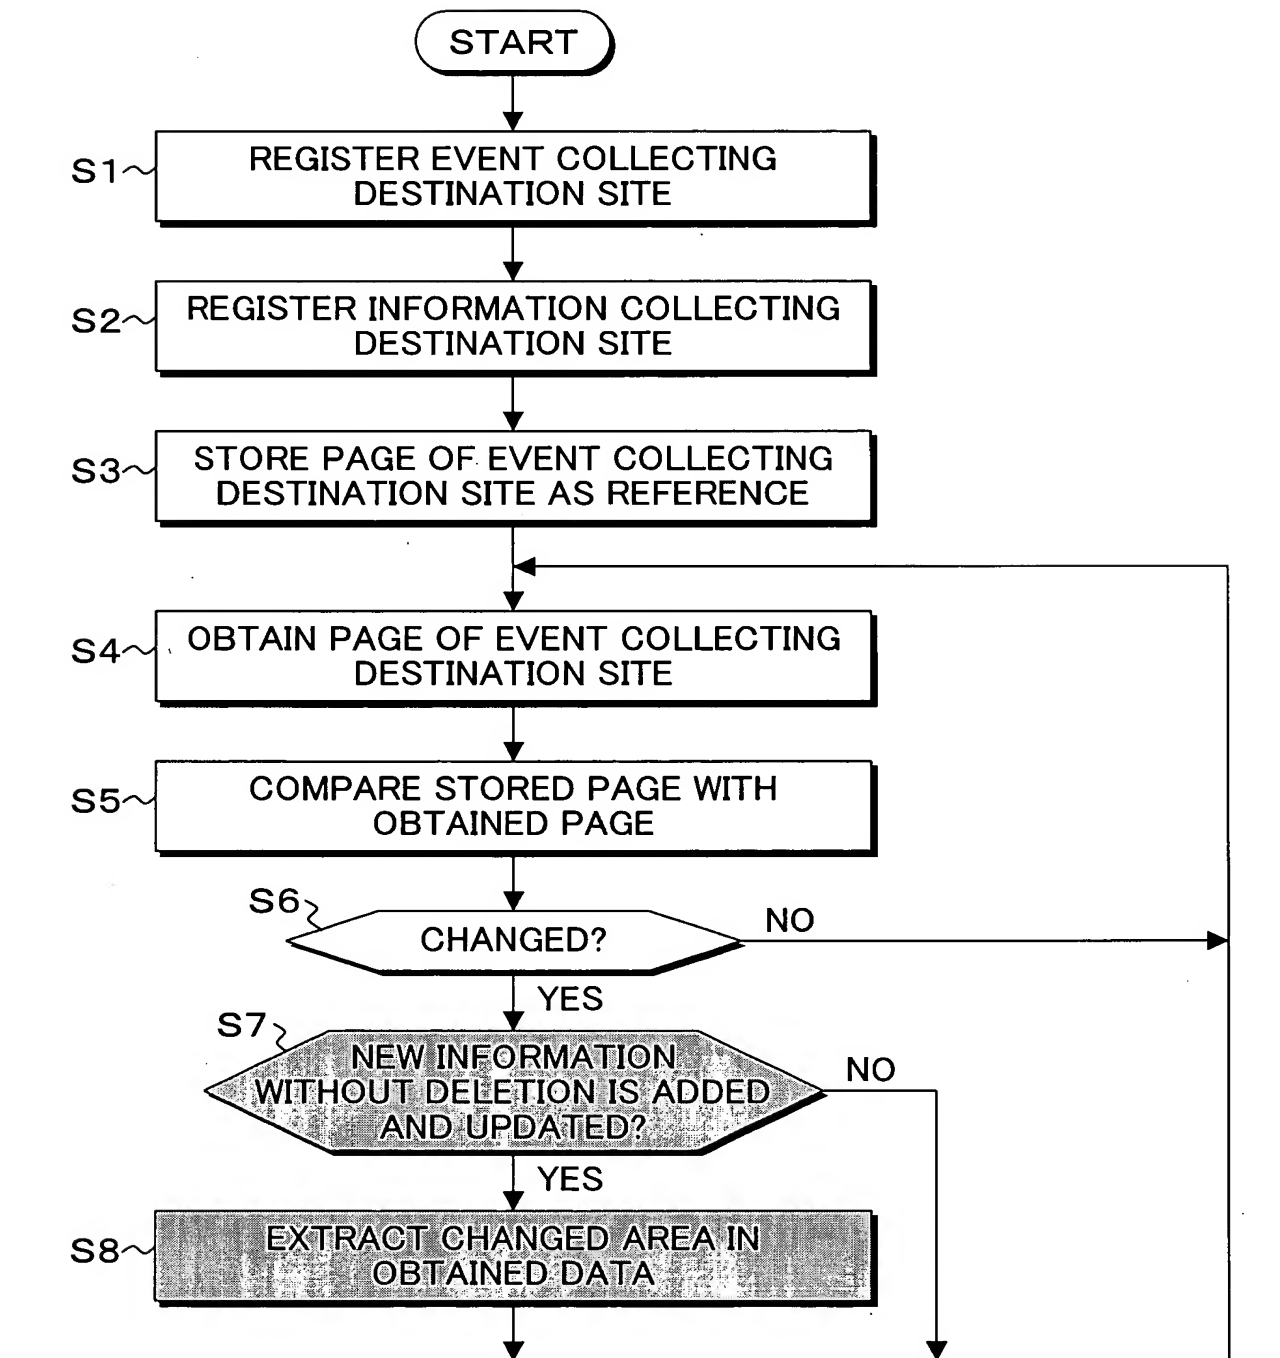 START
S1
REGISTER EVENT COLLECTING
DESTINATION SITE
S2
REGISTER INFORMATION COLLECTING
DESTINATION SITE
S3
STORE PAGE OF EVENT COLLECTING
DESTINATION SITE AS REFERENCE
S4
OBTAIN PAGE OF EVENT COLLECTING
DESTINATION SITE
S5
COMPARE STORED PAGE WITH
OBTAINED PAGE
S6
CHANGED?
NO
YES
S7
NEW INFORMATION
WITHOUT DELETION IS ADDED
AND UPDATED?
NO
YES
S8
EXTRACT CHANGED AREA IN
OBTAINED DATA